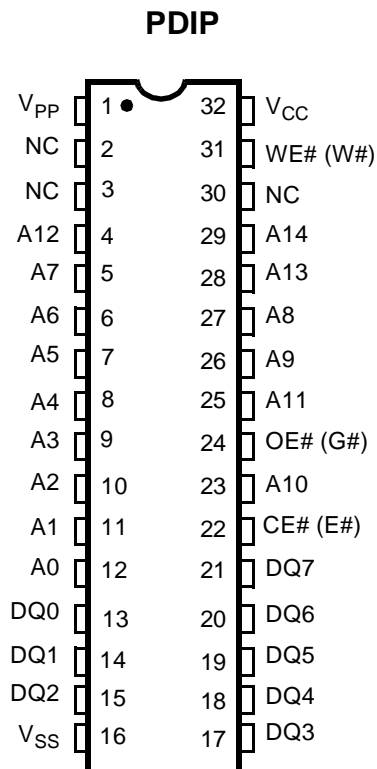 PDIP
VPP 1 32 VCC
NC 2 31 WE# (W#)
NC 3 30 NC
A12 4 29 A14
A7 5 28 A13
A6 6 27 A8
A5 7 26 A9
A4 8 25 A11
A3 9 24 OE# (G#)
A2 10 23 A10
A1 11 22 CE# (E#)
A0 12 21 DQ7
DQ0 13 20 DQ6
DQ1 14 19 DQ5
DQ2 15 18 DQ4
VSS 16 17 DQ3